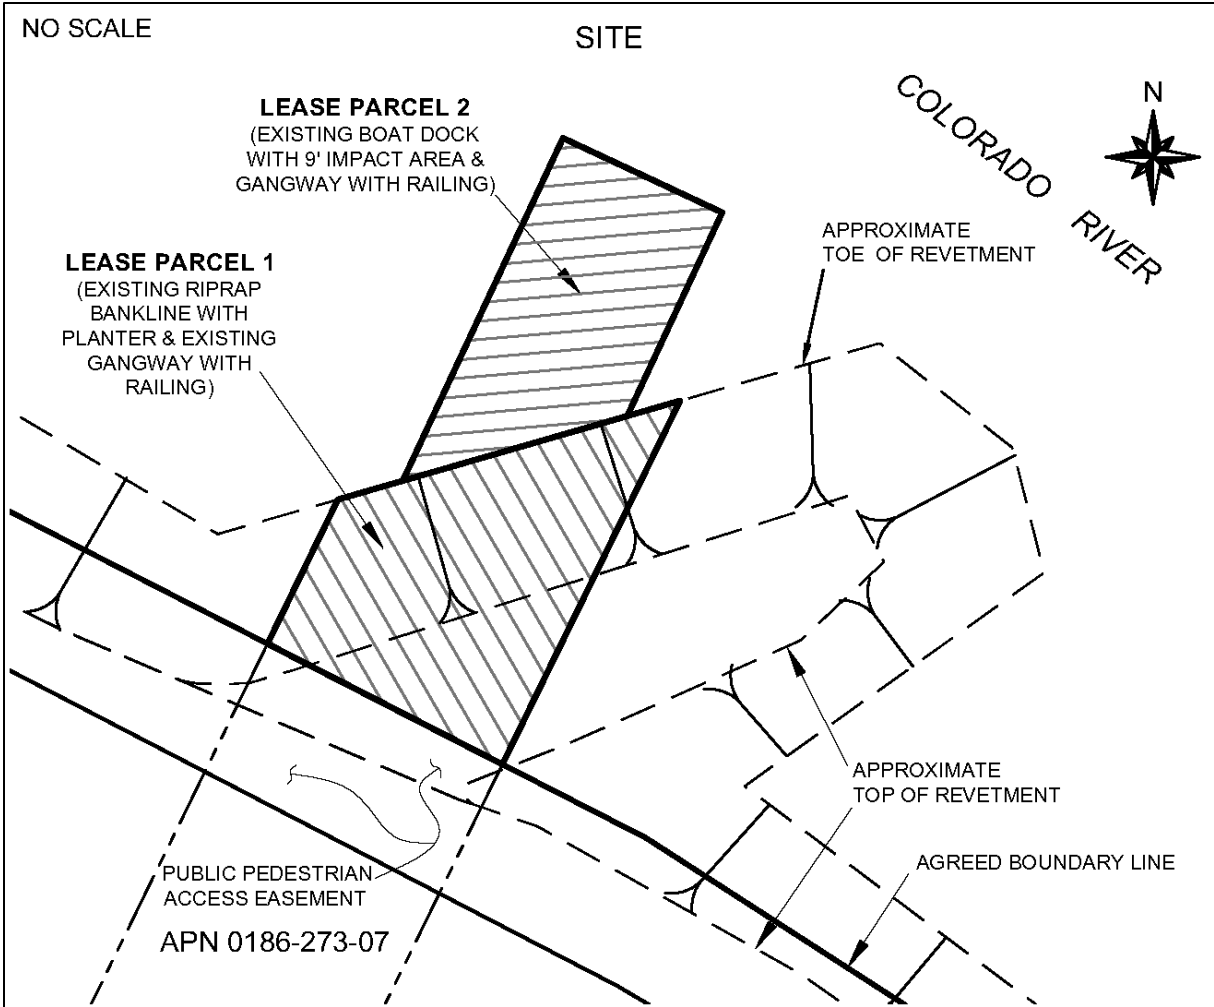 NO SCALE
SITE
COLORADO RIVER
N
LEASE PARCEL 2
(EXISTING BOAT DOCK
WITH 9' IMPACT AREA &
GANGWAY WITH RAILING)
APPROXIMATE
TOE OF REVETMENT
LEASE PARCEL 1
(EXISTING RIPRAP
BANKLINE WITH
PLANTER & EXISTING
GANGWAY WITH
RAILING)
APPROXIMATE
TOP OF REVETMENT
AGREED BOUNDARY LINE
PUBLIC PEDESTRIAN
ACCESS EASEMENT
APN 0186-273-07